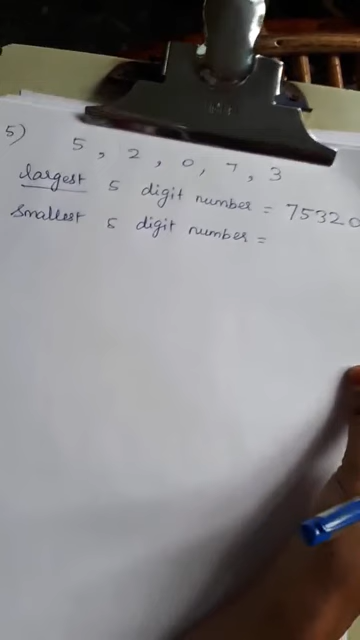 5) 5, 2, 0, 7, 3
largest 5 digit number = 75320
smallest 5 digit number =